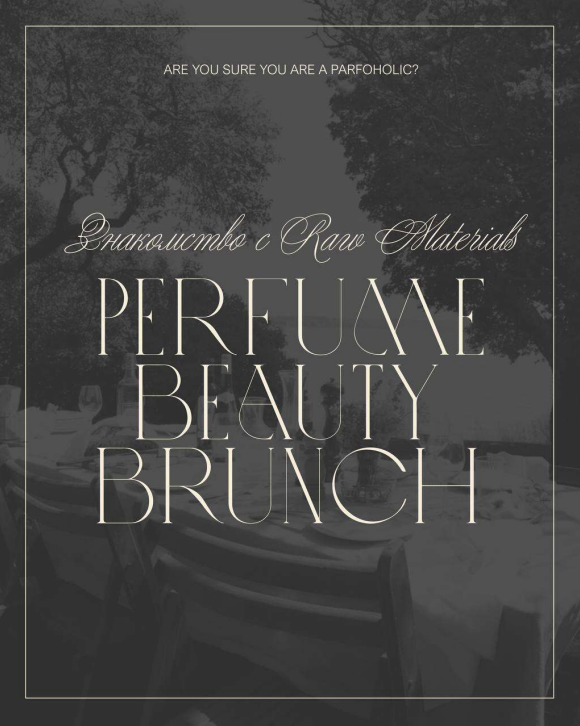 ARE YOU SURE YOU ARE A PARFOHOLIC?
Знакомство с Raw Materials
PERFUME
BEAUTY
BRUNCH